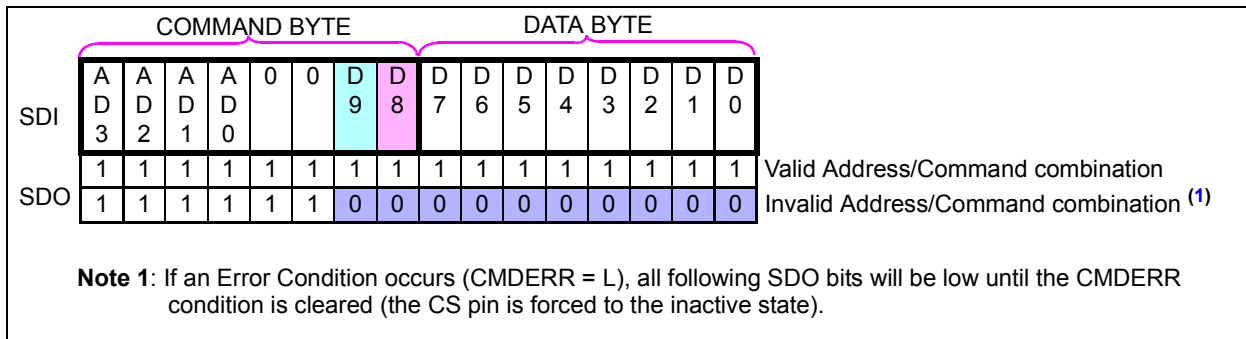 COMMAND BYTE DATA BYTE
SDI
A A A A 0 0 D D D D D D D D D D
D D D D 9 8 7 6 5 4 3 2 1 0
3 2 1 0
SDO
1 1 1 1 1 1 1 1 1 1 1 1 1 1 1 1 Valid Address/Command combination
1 1 1 1 1 1 0 0 0 0 0 0 0 0 0 0 Invalid Address/Command combination (1)
Note 1: If an Error Condition occurs (CMDERR = L), all following SDO bits will be low until the CMDERR
condition is cleared (the CS pin is forced to the inactive state).